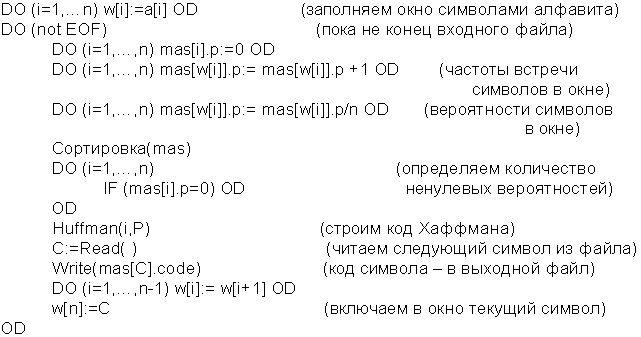 DO (i=1,…n) w[i]:=a[i] OD (заполняем окно символами алфавита)
DO (not EOF) (пока не конец входного файла)
DO (i=1,…,n) mas[i].p:=0 OD
DO (i=1,…,n) mas[w[i]].p:= mas[w[i]].p +1 OD (частоты встречи
символов в окне)
DO (i=1,…,n) mas[w[i]].p:= mas[w[i]].p/n OD (вероятности символов
в окне)
Сортировка(mas)
DO (i=1,…,n) (определяем количество
IF (mas[i].p=0) OD ненулевых вероятностей)
OD
Huffman(i,P) (строим код Хаффмана)
C:=Read( ) (читаем следующий символ из файла)
Write(mas[C].code) (код символа – в выходной файл)
DO (i=1,…,n-1) w[i]:= w[i+1] OD
w[n]:=C (включаем в окно текущий символ)
OD